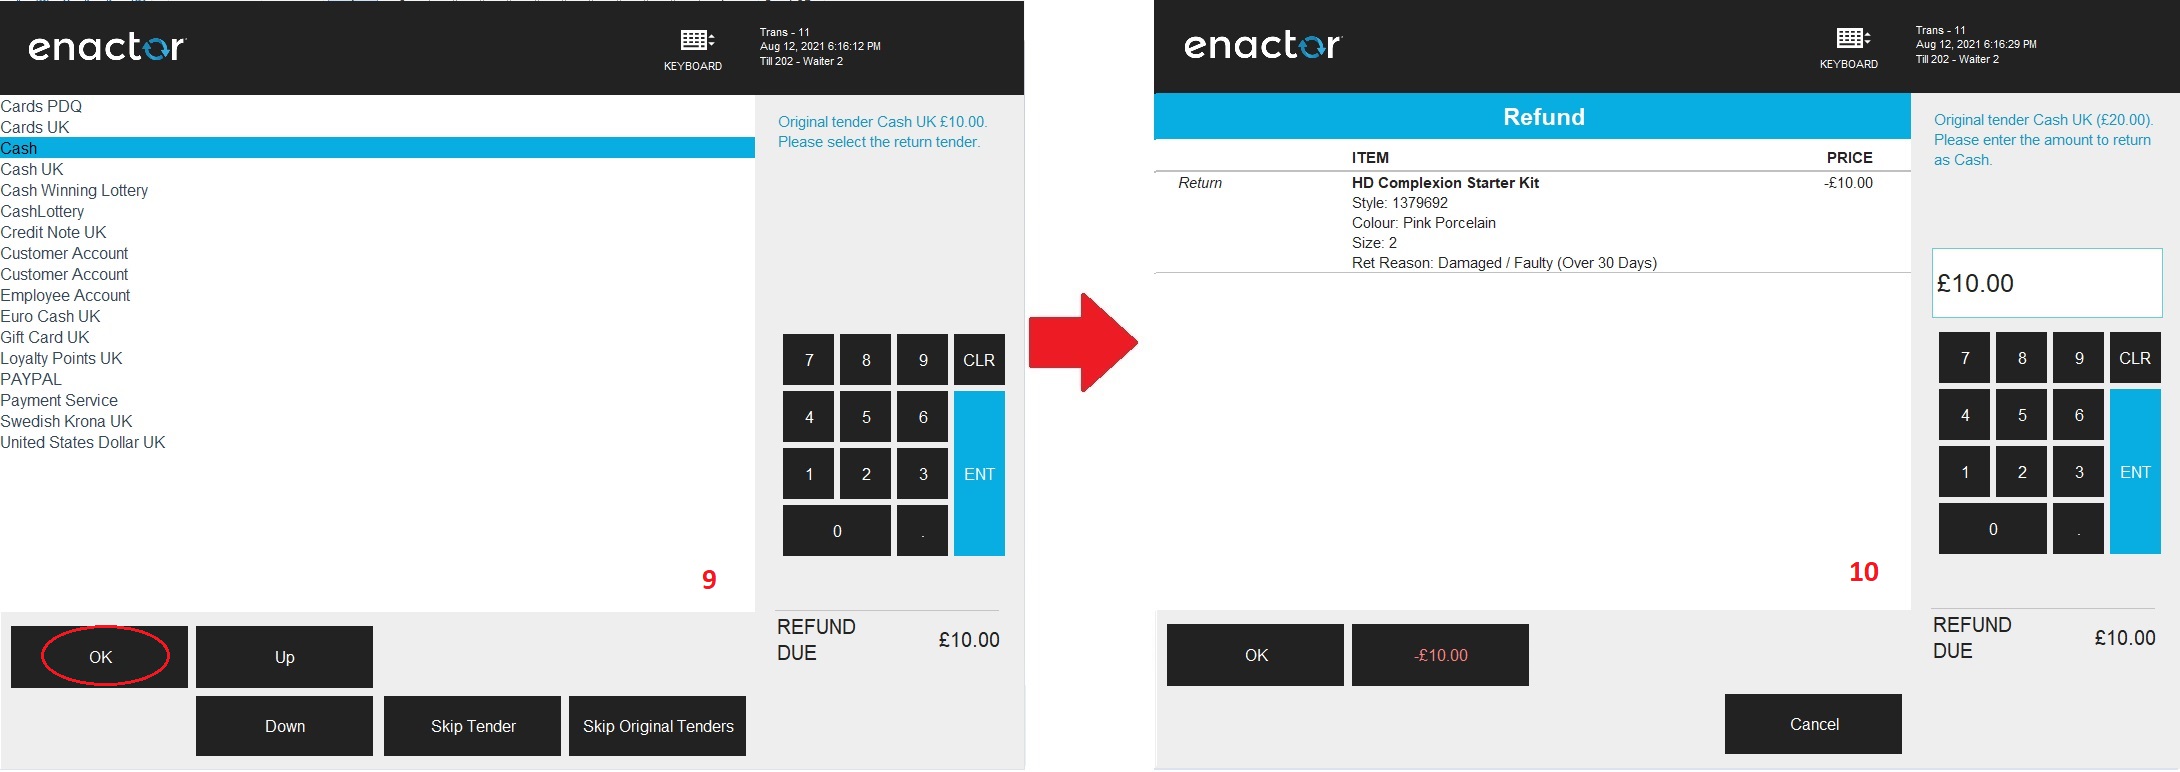 enactor
KEYBOARD
Trans - 11
Aug 12, 2021 6:16:12 PM
Till 202 - Waiter 2
Cards PDQ
Cards UK
Cash
Cash UK
Cash Winning Lottery
CashLottery
Credit Note UK
Customer Account
Customer Account
Employee Account
Euro Cash UK
Gift Card UK
Loyalty Points UK
PAYPAL
Payment Service
Swedish Krona UK
United States Dollar UK
Original tender Cash UK £10.00.
Please select the return tender.
7 8 9 CLR
4 5 6
1 2 3 ENT
0 .
9
REFUND
DUE £10.00
OK Up
Down Skip Tender Skip Original Tenders
enactor
KEYBOARD
Trans - 11
Aug 12, 2021 6:16:29 PM
Till 202 - Waiter 2
Refund
ITEM PRICE
Return HD Complexion Starter Kit -£10.00
Style: 1379692
Colour: Pink Porcelain
Size: 2
Ret Reason: Damaged / Faulty (Over 30 Days)
Original tender Cash UK (£20.00).
Please enter the amount to return
as Cash.
£10.00
7 8 9 CLR
4 5 6
1 2 3 ENT
0 .
10
REFUND
DUE £10.00
OK -£10.00
Cancel